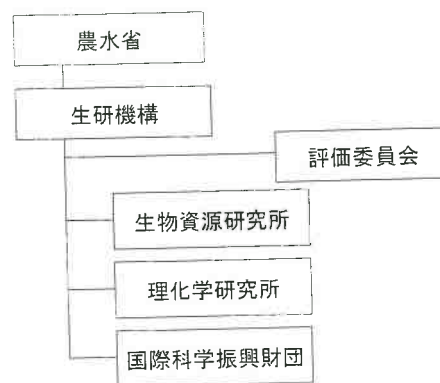 農水省
生研機構
評価委員会
生物資源研究所
理化学研究所
国際科学振興財団